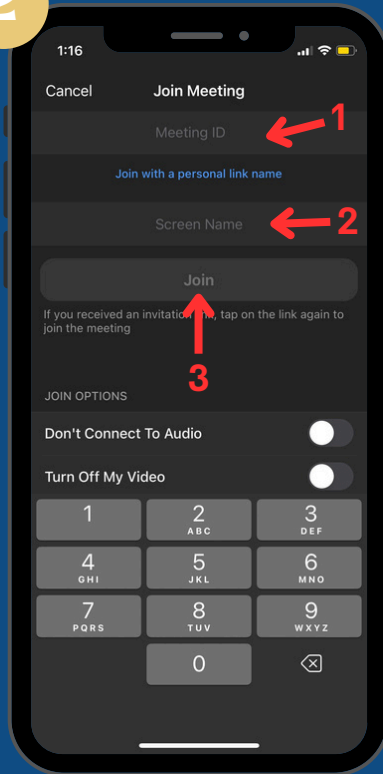 2
1:16
Cancel Join Meeting
Meeting ID 1
Join with a personal link name
Screen Name 2
Join
If you received an invitation, tap on the link again to
join the meeting
3
JOIN OPTIONS
Don't Connect To Audio
Turn Off My Video
1 2 3
ABC DEF
4 5 6
GHI JKL MNO
7 8 9
PQRS TUV WXYZ
0